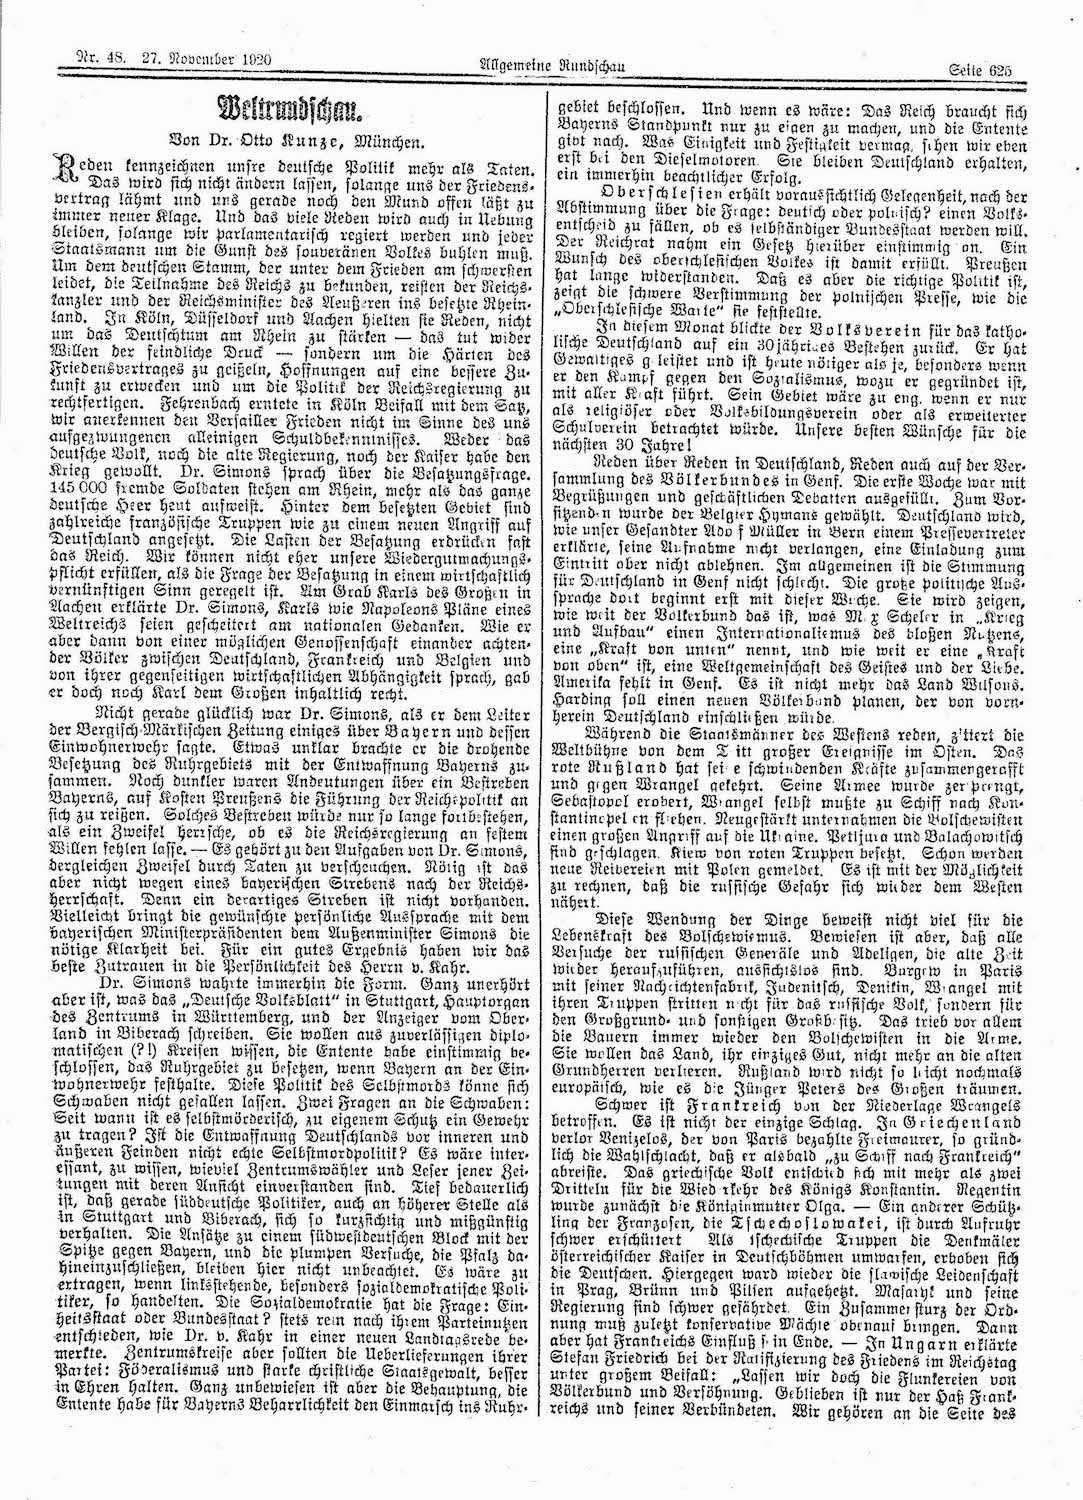 Nr. 48. 27. November 1920
Allgemeine Rundschau
Seite 625
Weltrundschau.
Von Dr. Otto Kunze, München.
Reden kennzeichnen unsre deutsche Politik mehr als Taten.
Das wird sich nicht ändern lassen, solange uns der Friedens-
vertrag lähmt und uns gerade noch den Mund offen läßt zu
immer neuer Klage. Und das viele Reden wird auch in Uebung
bleiben, solange wir parlamentarisch regiert werden und jeder
Staatsmann um die Gunst des souveränen Volkes buhlen muß.
Um dem deutschen Stamm, der unter dem Frieden am schwersten
leidet, die Teilnahme des Reichs zu bekunden, reisten der Reichs-
kanzler und der Reichsminister des Aeußeren ins besetzte Rhein-
land. In Köln, Düsseldorf und Aachen hielten sie Reden, nicht
um das Deutschtum am Rhein zu stärken — das tut wider
Willen der feindliche Druck — sondern um die Härten des
Friedensvertrages zu geißeln, Hoffnungen auf eine bessere Zu-
kunft zu erwecken und um die Politik der Reichsregierung zu
rechtfertigen. Fehrenbach erntete in Köln Beifall mit dem Satz,
wir anerkennen den Versailler Frieden nicht im Sinne des uns
aufgezwungenen alleinigen Schuldbekenntnisses. Weder das
deutsche Volk, noch die alte Regierung, noch der Kaiser habe den
Krieg gewollt. Dr. Simons sprach über die Besatzungsfrage.
145 000 fremde Soldaten stehen am Rhein, mehr als das ganze
deutsche Heer heut aufweist. Hinter dem besetzten Gebiet sind
zahlreiche französische Truppen wie zu einem neuen Angriff auf
Deutschland angesetzt. Die Lasten der Besatzung erdrücken fast
das Reich. Wir können nicht eher unsre Wiedergutmachungs-
pflicht erfüllen, als die Frage der Besatzung in einem wirtschaftlich
vernünftigen Sinn geregelt ist. Am Grab Karls des Großen in
Aachen erklärte Dr. Simons, Karls wie Napoleons Pläne eines
Weltreichs seien gescheitert am nationalen Gedanken. Wie er
aber dann von einer möglichen Genossenschaft einander achten-
der Völker zwischen Deutschland, Frankreich und Belgien und
von ihrer gegenseitigen wirtschaftlichen Abhängigkeit sprach, gab
er doch noch Karl dem Großen inhaltlich recht.
Nicht gerade glücklich war Dr. Simons, als er dem Leiter
der Bergisch-Märkischen Zeitung einiges über Bayern und dessen
Einwohnerwehr sagte. Etwas unklar brachte er die drohende
Besetzung des Ruhrgebiets mit der Entwaffnung Bayerns zu-
sammen. Noch dunkler waren Andeutungen über ein Bestreben
Bayerns, auf Kosten Preußens die Führung der Reichspolitik an
sich zu reißen. Solches Bestreben würde nur so lange fortbestehen,
als ein Zweifel herrsche, ob es die Reichsregierung an festem
Willen fehlen lasse. — Es gehört zu den Aufgaben von Dr. Simons,
dergleichen Zweifel durch Taten zu verscheuchen. Nötig ist das
aber nicht wegen eines bayerischen Strebens nach der Reichs-
herrschaft. Denn ein derartiges Streben ist nicht vorhanden.
Vielleicht bringt die gewünschte persönliche Aussprache mit dem
bayerischen Ministerpräsidenten dem Außenminister Simons die
nötige Klarheit bei. Für ein gutes Ergebnis haben wir das
beste Zutrauen in die Persönlichkeit des Herrn v. Kahr.
Dr. Simons wahrte immerhin die Form. Ganz unerhört
aber ist, was das „Deutsche Volksblatt" in Stuttgart, Hauptorgan
des Zentrums in Württemberg, und der Anzeiger vom Ober-
land in Biberach schreiben. Sie wollen aus zuverlässigen diplo-
matischen (?!) Kreisen wissen, die Entente habe einstimmig be-
schlossen, das Ruhrgebiet zu besetzen, wenn Bayern an der Ein-
wohnerwehr festhalte. Diese Politik des Selbstmords könne sich
Schwaben nicht gefallen lassen. Zwei Fragen an die Schwaben:
Seit wann ist es selbstmörderisch, zu eigenem Schutz ein Gewehr
zu tragen? Ist die Entwaffnung Deutschlands vor inneren und
äußeren Feinden nicht echte Selbstmordpolitik? Es wäre inter-
essant, zu wissen, wieviel Zentrumswähler und Leser jener Zei-
tungen mit deren Ansicht einverstanden sind. Tief bedauerlich
ist, daß gerade süddeutsche Politiker, auch an höherer Stelle als
in Stuttgart und Biberach, sich so kurzsichtig und mißgünstig
verhalten. Die Ansätze zu einem südwestdeutschen Block mit der
Spitze gegen Bayern, und die plumpen Versuche, die Pfalz da-
hineinzuschließen, bleiben hier nicht unbeachtet. Es wäre zu
ertragen, wenn linksstehende, besonders sozialdemokratische Poli-
tiker, so handelten. Die Sozialdemokratie hat die Frage: Ein-
heitsstaat oder Bundesstaat? stets rein nach ihrem Parteinutzen
entschieden, wie Dr. v. Kahr in einer neuen Landtagsrede be-
merkte. Zentrumskreise aber sollten die Ueberlieferungen ihrer
Partei: Föderalismus und starke christliche Staatsgewalt, besser
in Ehren halten. Ganz unbewiesen ist aber die Behauptung, die
Entente habe für Bayerns Beharrlichkeit den Einmarsch ins Ruhr-
gebiet beschlossen. Und wenn es wäre: Das Reich braucht sich
Bayerns Standpunkt nur zu eigen zu machen, und die Entente
gibt nach. Was Einigkeit und Festigkeit vermag, sehen wir eben
erst bei den Dieselmotoren. Sie bleiben Deutschland erhalten,
ein immerhin beachtlicher Erfolg.
Oberschlesien erhält voraussichtlich Gelegenheit, nach der
Abstimmung über die Frage: deutsch oder polnisch? einen Volks-
entscheid zu fällen, ob es selbständiger Bundesstaat werden will.
Der Reichsrat nahm ein Gesetz hierüber einstimmig an. Ein
Wunsch des oberschlesischen Volkes ist damit erfüllt. Preußen
hat lange widerstanden. Daß es aber die richtige Politik ist,
zeigt die schwere Verstimmung der polnischen Presse, wie die
„Oberschlesische Warte" sie feststellte.
In diesem Monat blickte der Volksverein für das katho-
lische Deutschland auf ein 30jähriges Bestehen zurück. Er hat
Gewaltiges geleistet und ist heute nötiger als je, besonders wenn
er den Kampf gegen den Sozialismus, wozu er gegründet ist,
mit aller Kraft führt. Sein Gebiet wäre zu eng, wenn er nur
als religiöser oder Volksbildungsverein oder als erweiterter
Schulverein betrachtet würde. Unsere besten Wünsche für die
nächsten 30 Jahre!
Reden über Reden in Deutschland, Reden auch auf der Ver-
sammlung des Völkerbundes in Genf. Die erste Woche war mit
Begrüßungen und geschäftlichen Debatten ausgefüllt. Zum Vor-
sitzenden wurde der Belgier Hymans gewählt. Deutschland wird,
wie unser Gesandter Adolf Müller in Bern einem Pressevertreter
erklärte, seine Aufnahme nicht verlangen, eine Einladung zum
Eintritt aber nicht ablehnen. Im allgemeinen ist die Stimmung
für Deutschland in Genf nicht schlecht. Die große politische Aus-
sprache dort beginnt erst mit dieser Woche. Sie wird zeigen,
wie weit der Völkerbund das ist, was Max Scheler in „Krieg
und Aufbau" einen Internationalismus des bloßen Nutzens,
eine „Kraft von unten" nennt, und wie weit er eine „Kraft
von oben" ist, eine Weltgemeinschaft des Geistes und der Liebe.
Amerika fehlt in Genf. Es ist nicht mehr das Land Wilsons.
Harding soll einen neuen Völkerbund planen, der von vorn-
herein Deutschland einschließen würde.
Während die Staatsmänner des Westens reden, zittert die
Weltbühne von dem Tritt großer Ereignisse im Osten. Das
rote Rußland hat seine schwindenden Kräfte zusammengerafft
und gegen Wrangel gekehrt. Seine Armee wurde zersprengt,
Sebastopol erobert, Wrangel selbst mußte zu Schiff nach Kon-
stantinopel entfliehen. Neugestärkt unternahmen die Bolschewisten
einen großen Angriff auf die Ukraine. Petljura und Balachowitsch
sind geschlagen, Kiew von roten Truppen besetzt. Schon werden
neue Reibereien mit Polen gemeldet. Es ist mit der Möglichkeit
zu rechnen, daß die russische Gefahr sich wieder dem Westen
nähert.
Diese Wendung der Dinge beweist nicht viel für die
Lebenskraft des Bolschewismus. Bewiesen ist aber, daß alle
Versuche der russischen Generäle und Adeligen, die alte Zeit
wieder heraufzuführen, aussichtslos sind. Burzew in Paris
mit seiner Nachrichtenfabrik, Judenitsch, Denikin, Wrangel mit
ihren Truppen stritten nicht für das russische Volk, sondern für
den Großgrund- und sonstigen Großbesitz. Das trieb vor allem
die Bauern immer wieder den Bolschewisten in die Arme.
Sie wollen das Land, ihr einziges Gut, nicht mehr an die alten
Grundherren verlieren. Rußland wird nicht so leicht nochmals
europäisch, wie es die Jünger Peters des Großen träumen.
Schwer ist Frankreich von der Niederlage Wrangels
betroffen. Es ist nicht der einzige Schlag. In Griechenland
verlor Venizelos, der von Paris bezahlte Freimaurer, so gründ-
lich die Wahlschlacht, daß er alsbald „zu Schiff nach Frankreich"
abreiste. Das griechische Volk entschied sich mit mehr als zwei
Dritteln für die Wiederkehr des Königs Konstantin. Regentin
wurde zunächst die Königinmutter Olga. — Ein anderer Schütz-
ling der Franzosen, die Tschechoslowakei, ist durch Aufruhr
schwer erschüttert. Als tschechische Truppen die Denkmäler
österreichischer Kaiser in Deutschböhmen umwarfen, erhoben sich
die Deutschen. Hiergegen ward wieder die slawische Leidenschaft
in Prag, Brünn und Pilsen aufgehetzt. Masaryk und seine
Regierung sind schwer gefährdet. Ein Zusammensturz der Ord-
nung muß zuletzt konservative Mächte obenauf bringen. Dann
aber hat Frankreichs Einfluß sein Ende. — In Ungarn erklärte
Stefan Friedrich bei der Ratifizierung des Friedens im Reichstag
unter großem Beifall: „Lassen wir doch die Flunkereien von
Völkerbund und Versöhnung. Geblieben ist nur der Haß Frank-
reichs und seiner Verbündeten. Wir gehören an die Seite des